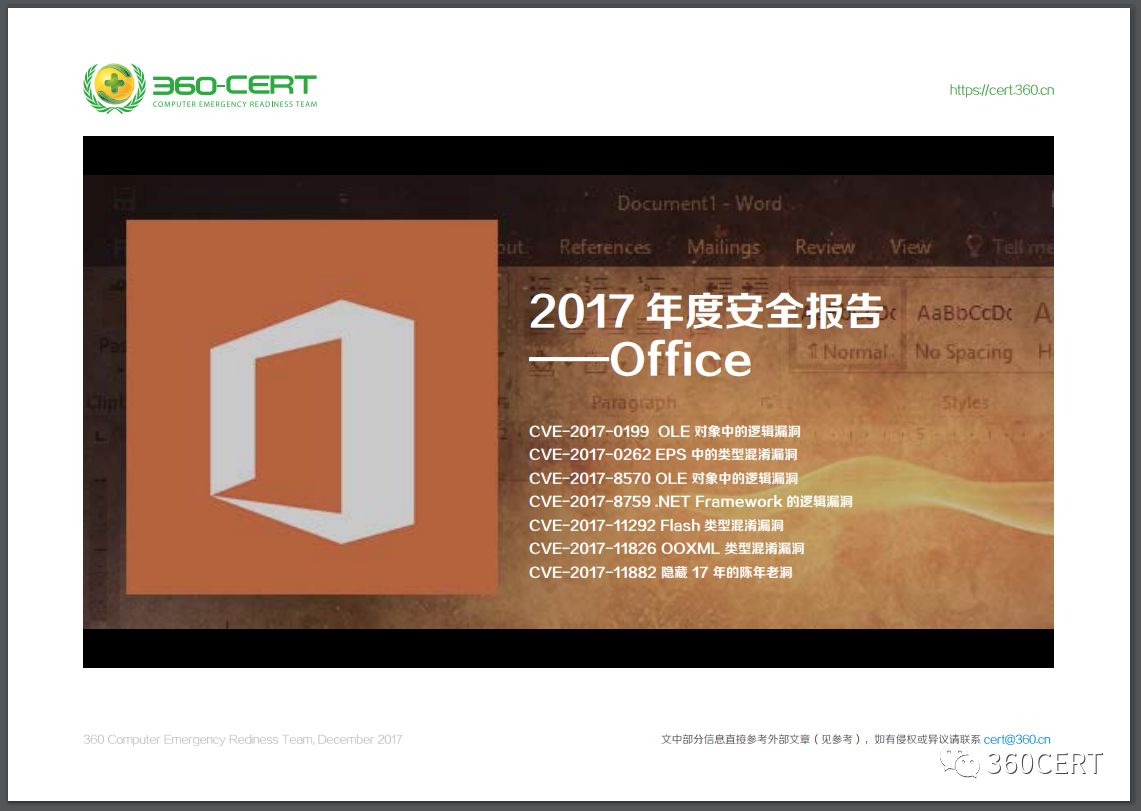 360-CERT
COMPUTER EMERGENCY READINESS TEAM
https://cert.360.cn
Document1 - Word
out
References
Mailings
Review
View
Tell me
2017 年度安全报告
——Office
AaBbCcDc
¶ Normal
No Spacing
Paragraph
Styles
CVE-2017-0199 OLE 对象中的逻辑漏洞
CVE-2017-0262 EPS 中的类型混淆漏洞
CVE-2017-8570 OLE 对象中的逻辑漏洞
CVE-2017-8759 .NET Framework 的逻辑漏洞
CVE-2017-11292 Flash 类型混淆漏洞
CVE-2017-11826 OOXML 类型混淆漏洞
CVE-2017-11882 隐藏 17 年的陈年老洞
360 Computer Emergency Rediness Team, December 2017
文中部分信息直接参考外部文章（见参考），如有侵权或异议请联系 cert@360.cn
360CERT